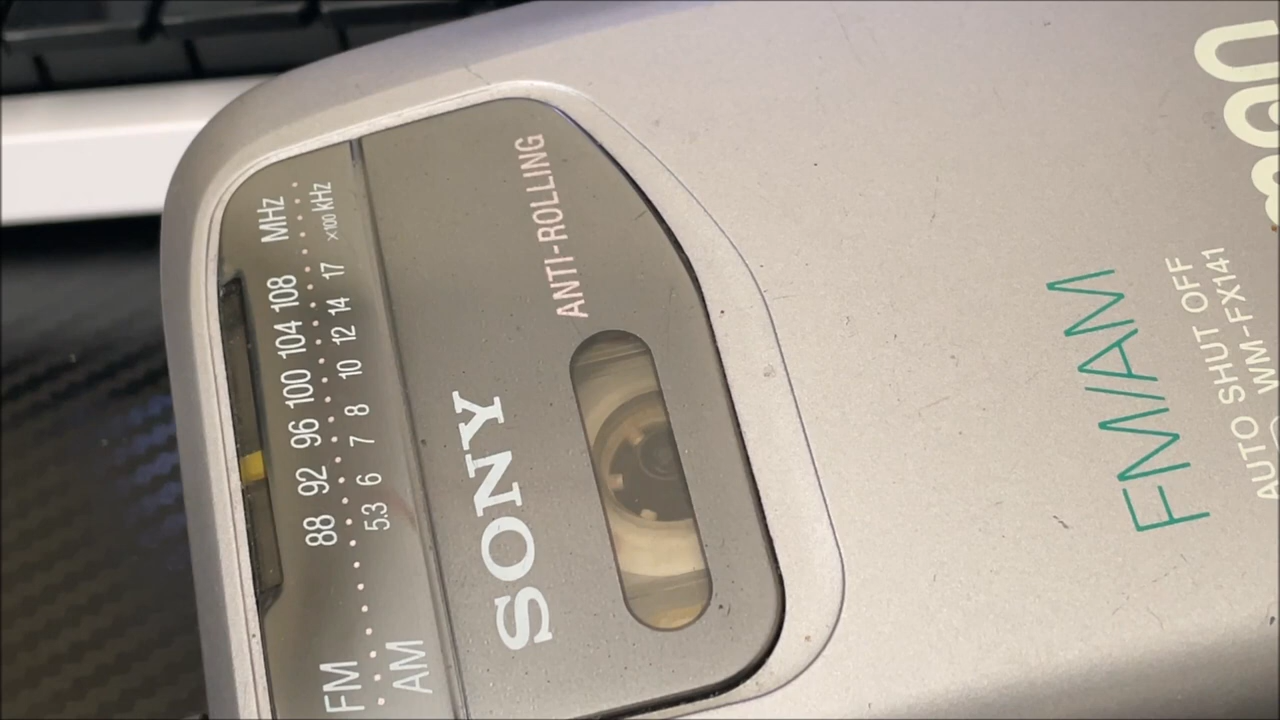 FM 88 92 96 100 104 108 MHz
AM 5.3 6 7 8 10 12 14 17 ×100 kHz
SONY
ANTI-ROLLING
FM/AM
AUTO SHUT OFF
WM-FX141